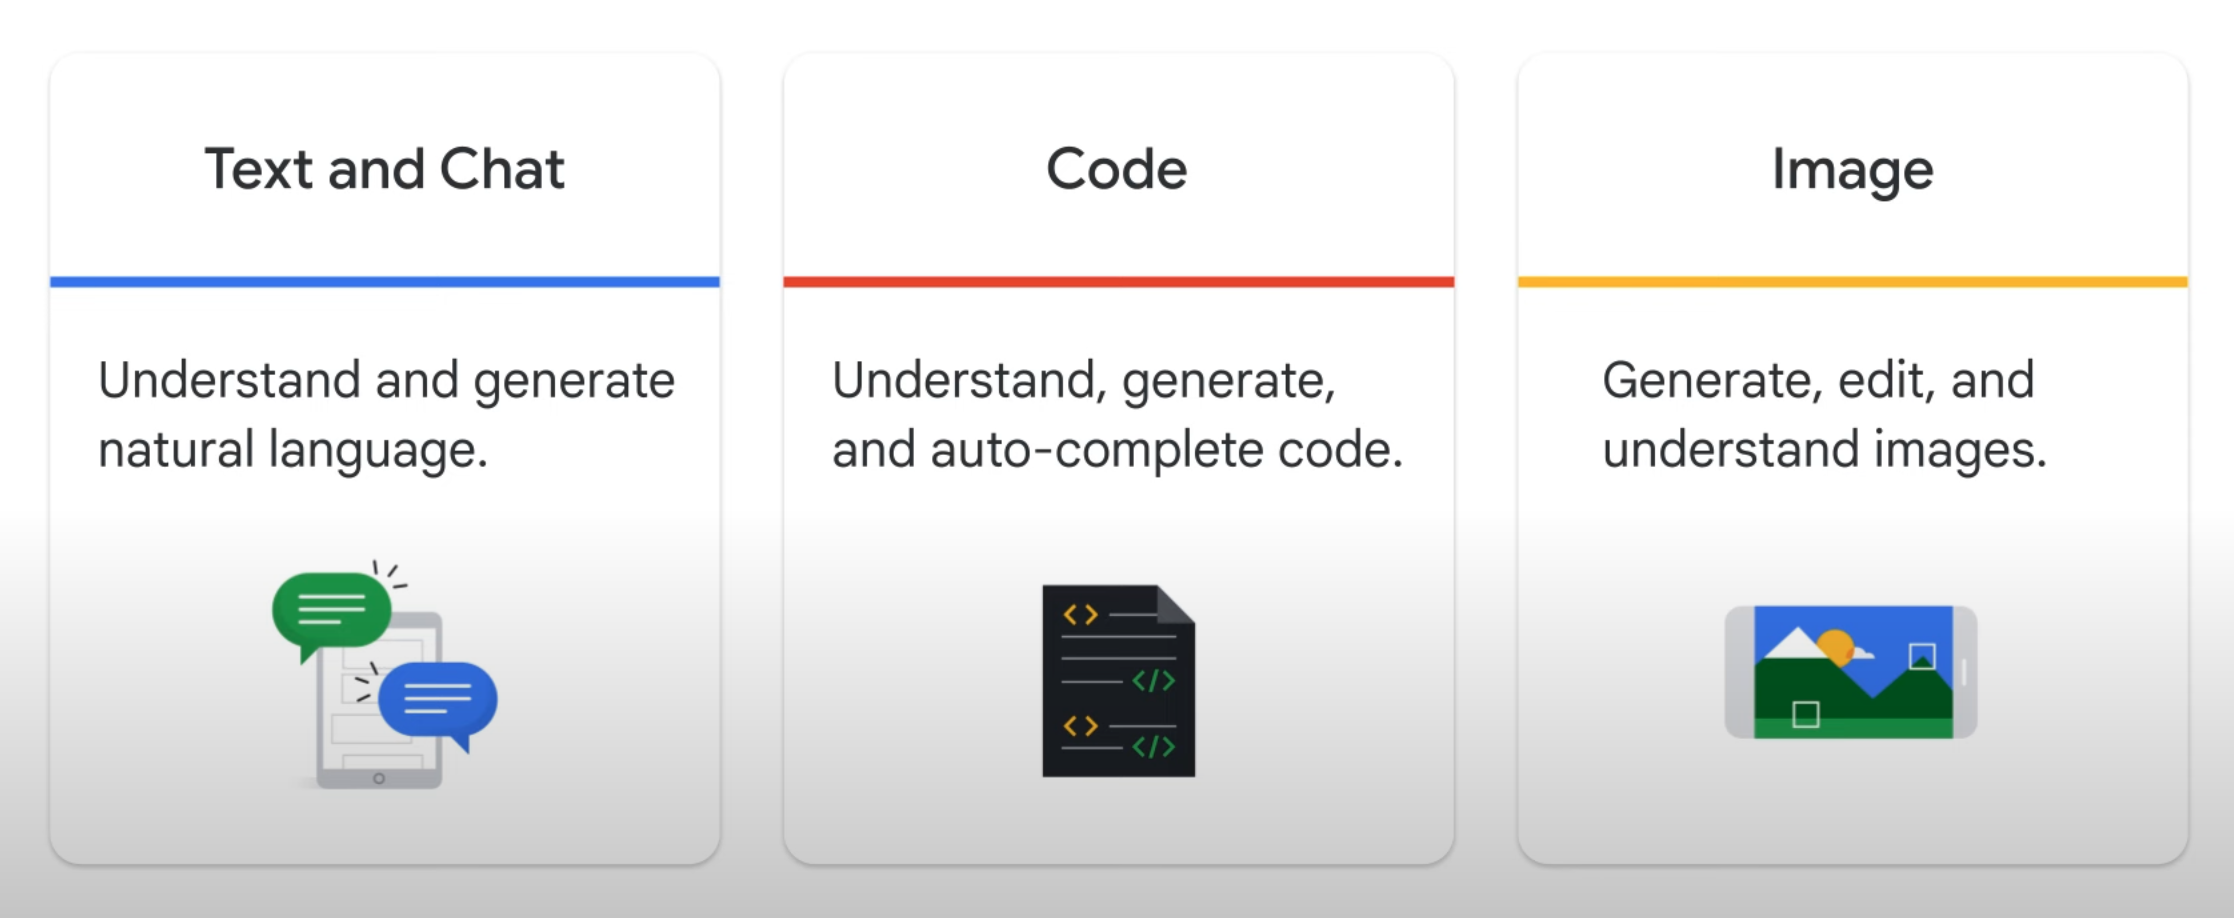 Text and Chat
Understand and generate
natural language.
Code
Understand, generate,
and auto-complete code.
Image
Generate, edit, and
understand images.